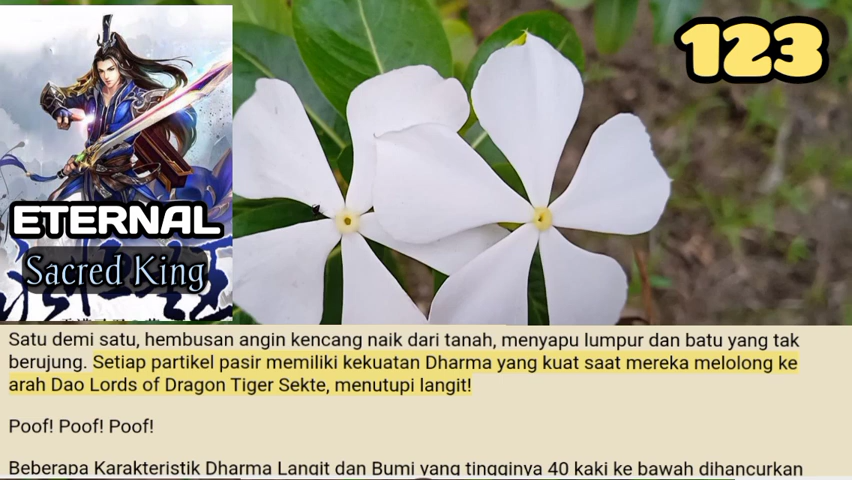 123
ETERNAL
Sacred King
Satu demi satu, hembusan angin kencang naik dari tanah, menyapu lumpur dan batu yang tak
berujung. Setiap partikel pasir memiliki kekuatan Dharma yang kuat saat mereka melolong ke
arah Dao Lords of Dragon Tiger Sekte, menutupi langit!
Poof! Poof! Poof!
Beberapa Karakteristik Dharma Langit dan Bumi yang tingginya 40 kaki ke bawah dihancurkan